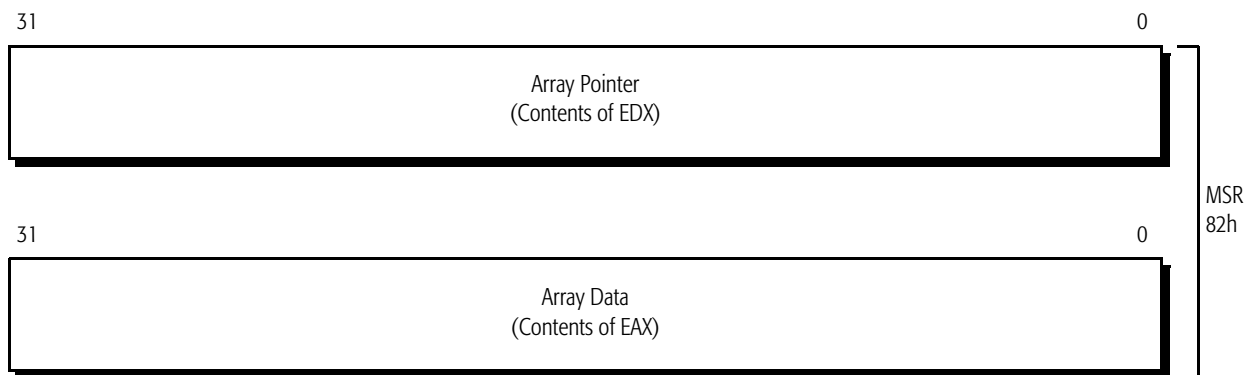 31 0
Array Pointer
(Contents of EDX)
MSR
82h
31 0
Array Data
(Contents of EAX)